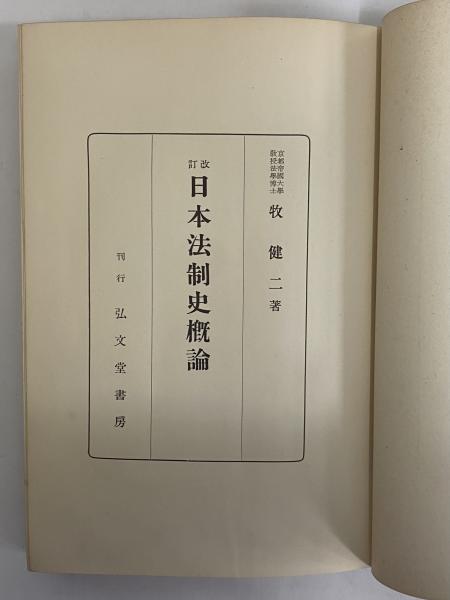 京都帝國大學
教授法學博士
牧健二著
改訂
日本法制史槪論
刊行
弘文堂書房